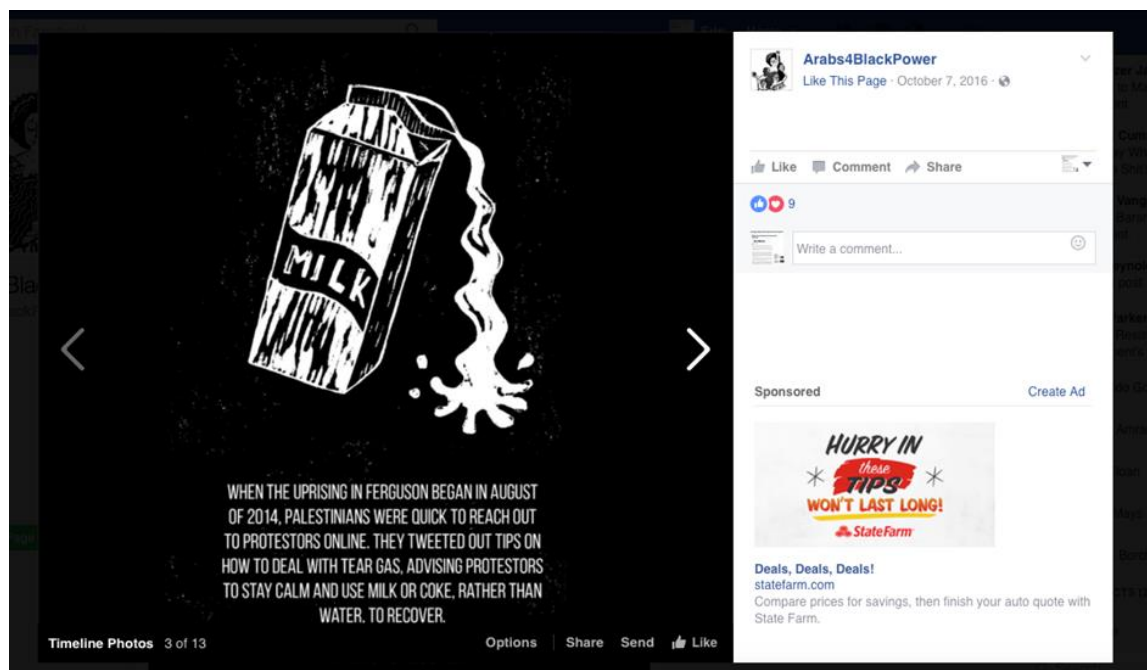 MILK
WHEN THE UPRISING IN FERGUSON BEGAN IN AUGUST
OF 2014, PALESTINIANS WERE QUICK TO REACH OUT
TO PROTESTORS ONLINE. THEY TWEETED OUT TIPS ON
HOW TO DEAL WITH TEAR GAS, ADVISING PROTESTORS
TO STAY CALM AND USE MILK OR COKE, RATHER THAN
WATER, TO RECOVER.
Timeline Photos 3 of 13
Options Share Send Like
Arabs4BlackPower
Like This Page · October 7, 2016 ·
Like Comment Share
9
Write a comment...
Sponsored Create Ad
HURRY IN
these
TIPS
WON'T LAST LONG!
StateFarm
Deals, Deals, Deals!
statefarm.com
Compare prices for savings, then finish your auto quote with
State Farm.